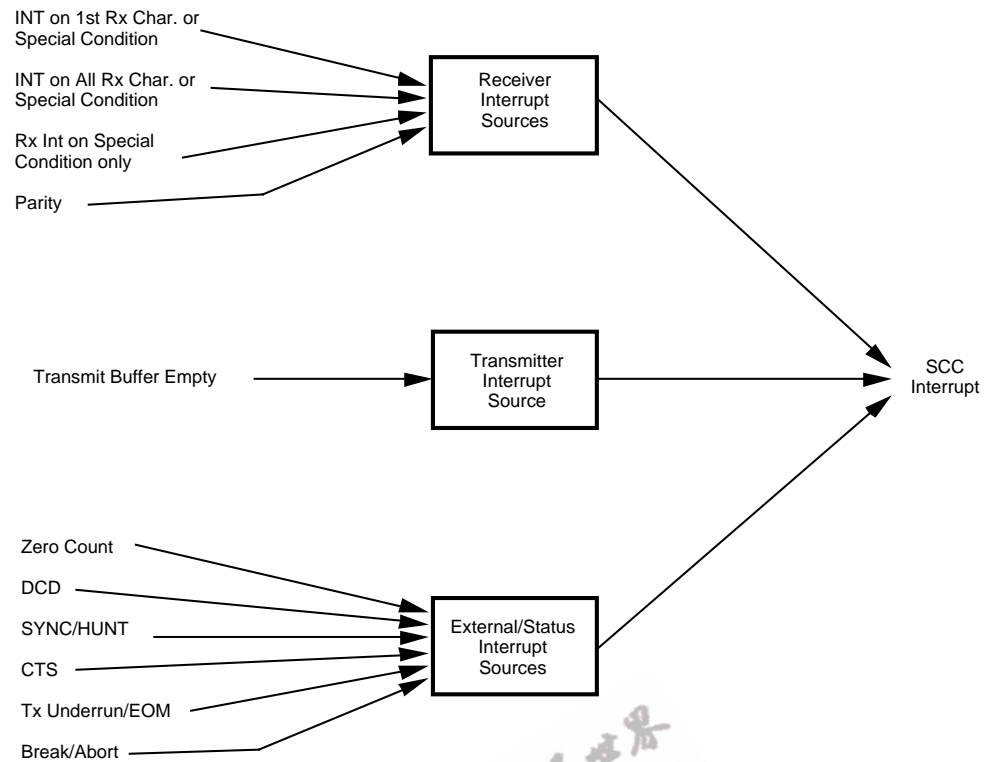 INT on 1st Rx Char. or
Special Condition
INT on All Rx Char. or
Special Condition
Rx Int on Special
Condition only
Parity
Receiver
Interrupt
Sources
Transmit Buffer Empty
Transmitter
Interrupt
Source
SCC
Interrupt
Zero Count
DCD
SYNC/HUNT
CTS
Tx Underrun/EOM
Break/Abort
External/Status
Interrupt
Sources
世界